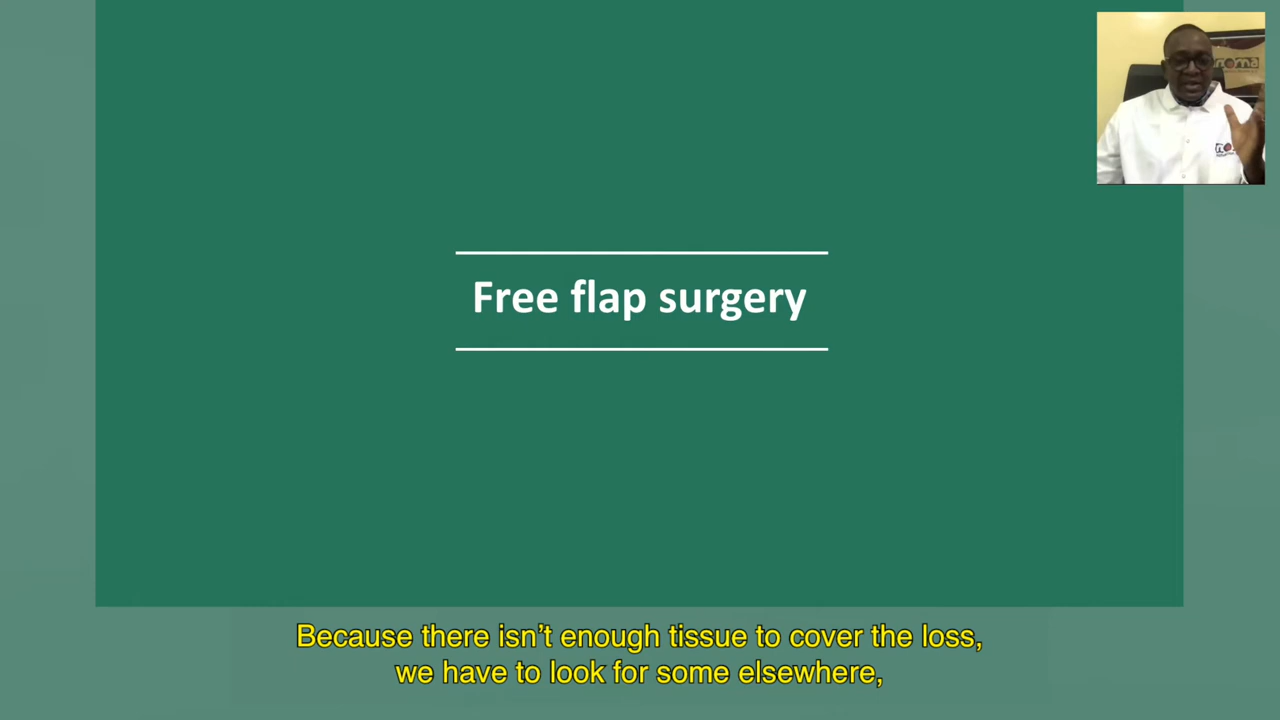 noma
Free flap surgery
Because there isn’t enough tissue to cover the loss,
we have to look for some elsewhere,